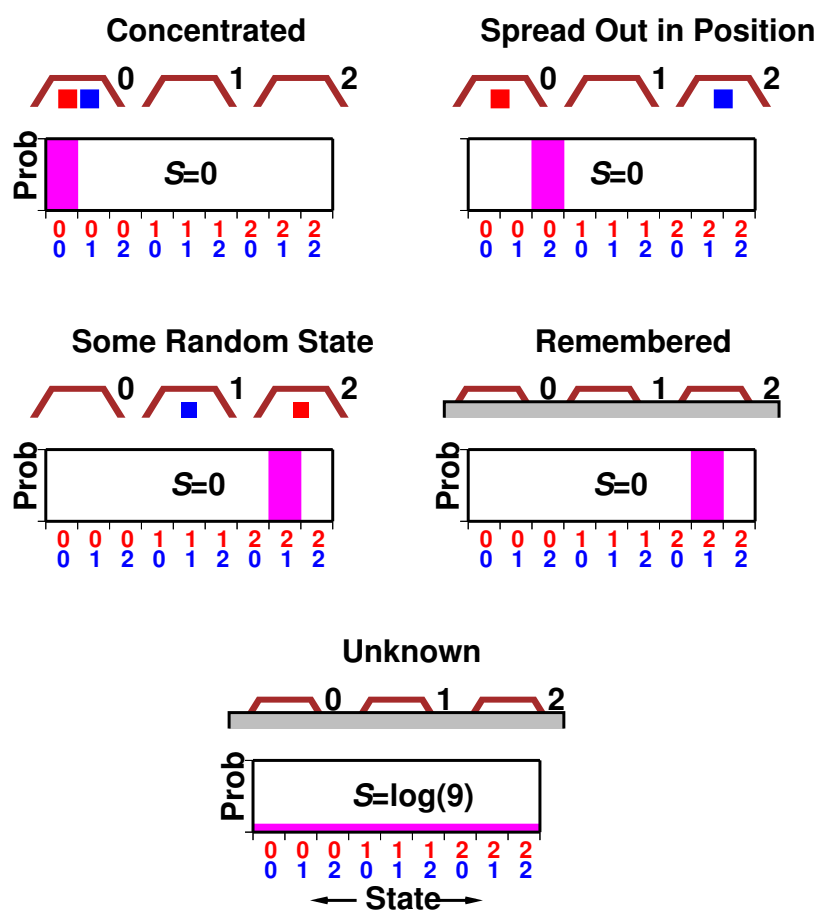 Concentrated
0 1 2
Prob
S=0
0 0 0 1 1 1 2 2 2
0 1 2 0 1 2 0 1 2
Spread Out in Position
0 1 2
S=0
0 0 0 1 1 1 2 2 2
0 1 2 0 1 2 0 1 2
Some Random State
0 1 2
Prob
S=0
0 0 0 1 1 1 2 2 2
0 1 2 0 1 2 0 1 2
Remembered
0 1 2
Prob
S=0
0 0 0 1 1 1 2 2 2
0 1 2 0 1 2 0 1 2
Unknown
0 1 2
Prob
S=log(9)
0 0 0 1 1 1 2 2 2
0 1 2 0 1 2 0 1 2
State